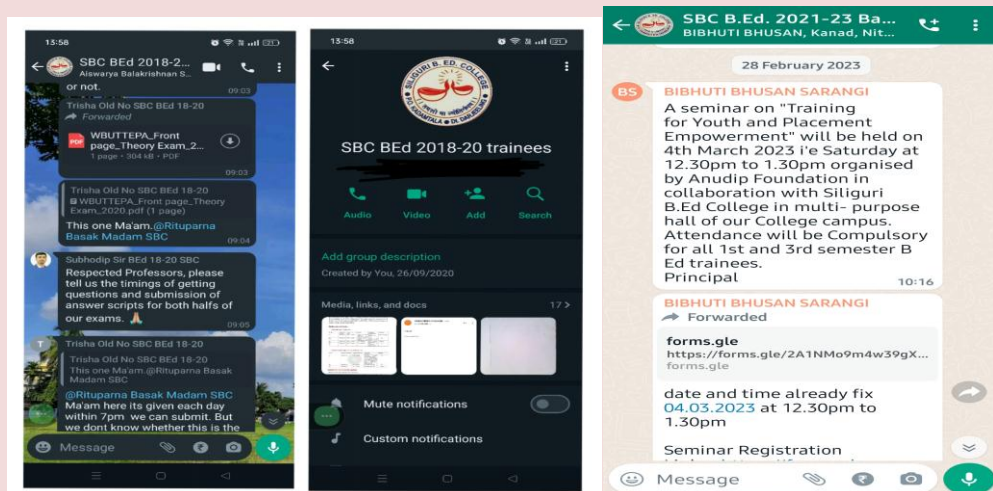 13:58
SBC BEd 2018-2...
Aiswarya Balakrishnan S...
or not.
09:03
Trisha Old No SBC BEd 18-20
Forwarded
PDF
WBUTTEPA_Front
page_Theory Exam_2...
1 page • 304 kB • PDF
09:03
Trisha Old No SBC BEd 18-20
WBUTTEPA_Front page_Theory
Exam_2020.pdf (1 page)
This one Ma'am.@Rituparna
Basak Madam SBC
09:04
Subhodip Sir BEd 18-20 SBC
Respected Professors, please
tell us the timings of getting
questions and submission of
answer scripts for both halfs of
our exams. 🙏
09:05
T
Trisha Old No SBC BEd 18-20
Trisha Old No SBC BEd 18-20
This one Ma'am.@Rituparna Basak
Madam SBC
@Rituparna Basak Madam SBC
Ma'am here its given each day
within 7pm we can submit. But
we dont know whether this is the
Message
13:58
SILIGURI B. ED. COLLEGE
SBC BEd 2018-20 trainees
Audio Video Add Search
Add group description
Created by You, 26/09/2020
Media, links, and docs 17 >
Mute notifications
Custom notifications
SBC B.Ed. 2021-23 Ba...
BIBHUTI BHUSAN, Kanad, Nit...
28 February 2023
BS
BIBHUTI BHUSAN SARANGI
A seminar on "Training
for Youth and Placement
Empowerment" will be held on
4th March 2023 i'e Saturday at
12.30pm to 1.30pm organised
by Anudip Foundation in
collaboration with Siliguri
B.Ed College in multi- purpose
hall of our College campus.
Attendance will be Compulsory
for all 1st and 3rd semester B
Ed trainees.
Principal
10:16
BIBHUTI BHUSAN SARANGI
Forwarded
forms.gle
https://forms.gle/2A1NMo9m4w39gX...
forms.gle
date and time already fix
04.03.2023 at 12.30pm to
1.30pm
Seminar Registration
Message